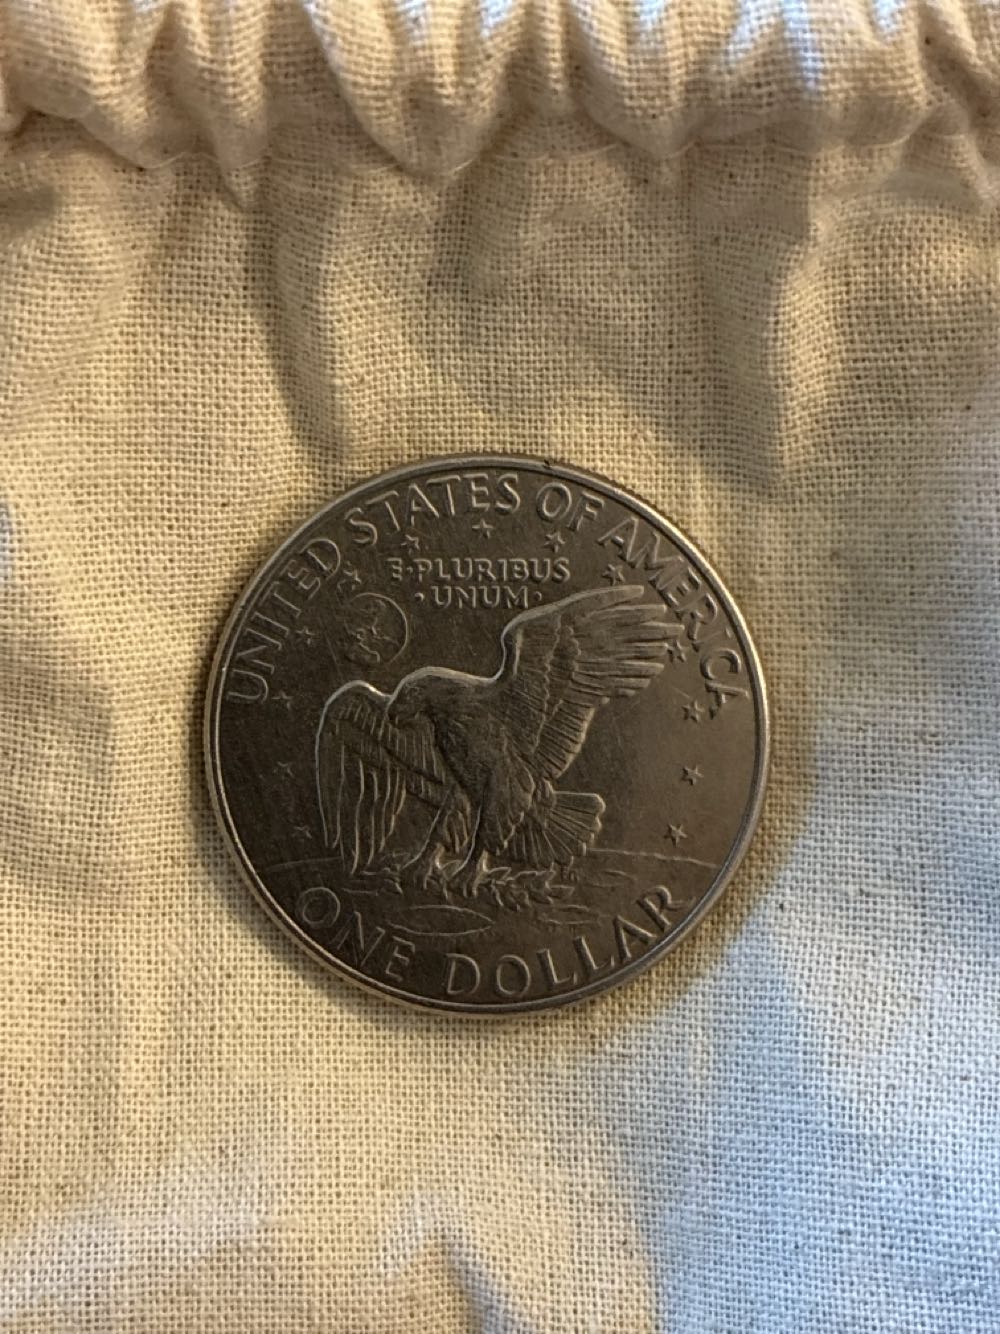 UNITED STATES OF AMERICA
E·PLURIBUS
·UNUM·
ONE DOLLAR